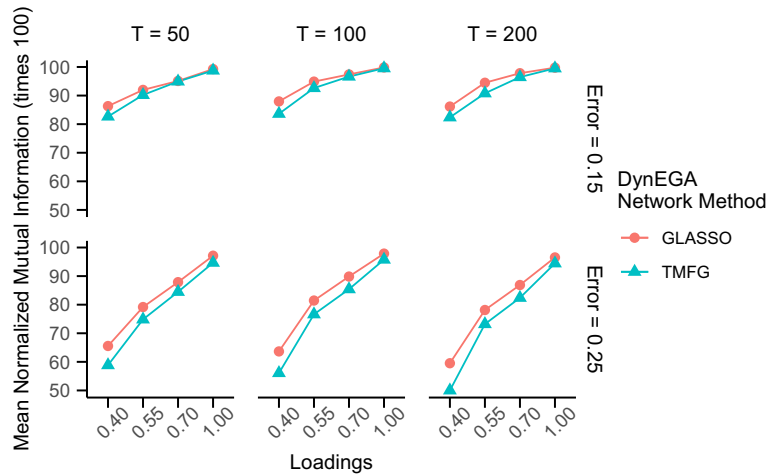 T = 50
T = 100
T = 200
Mean Normalized Mutual Information (times 100)
100
90
80
70
60
50
Error = 0.15
100
90
80
70
60
50
Error = 0.25
0.40
0.55
0.70
1.00
0.40
0.55
0.70
1.00
0.40
0.55
0.70
1.00
Loadings
DynEGA
Network Method
GLASSO
TMFG